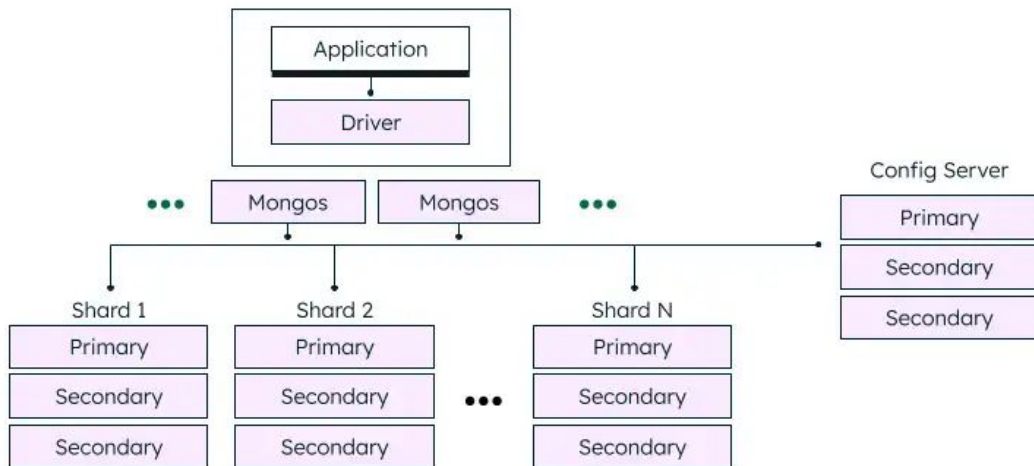 Application
Driver
Config Server
Mongos Mongos
Primary
Secondary
Secondary
Shard 1 Shard 2 Shard N
Primary Primary Primary
Secondary Secondary Secondary
Secondary Secondary Secondary